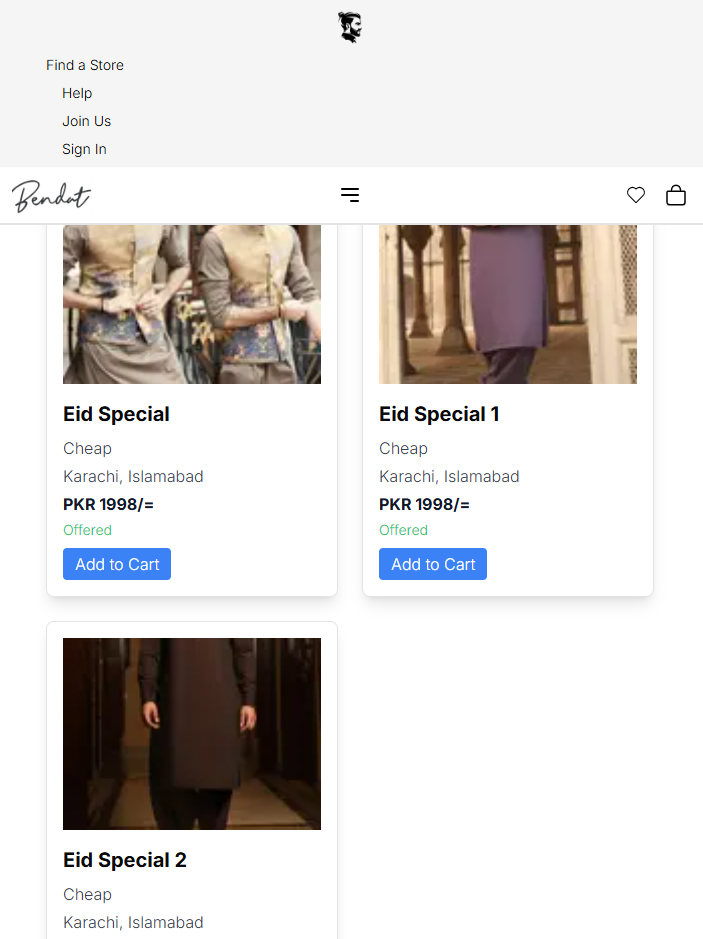 Find a Store
Help
Join Us
Sign In
Bendat
Eid Special
Cheap
Karachi, Islamabad
PKR 1998/=
Offered
Add to Cart
Eid Special 1
Cheap
Karachi, Islamabad
PKR 1998/=
Offered
Add to Cart
Eid Special 2
Cheap
Karachi, Islamabad